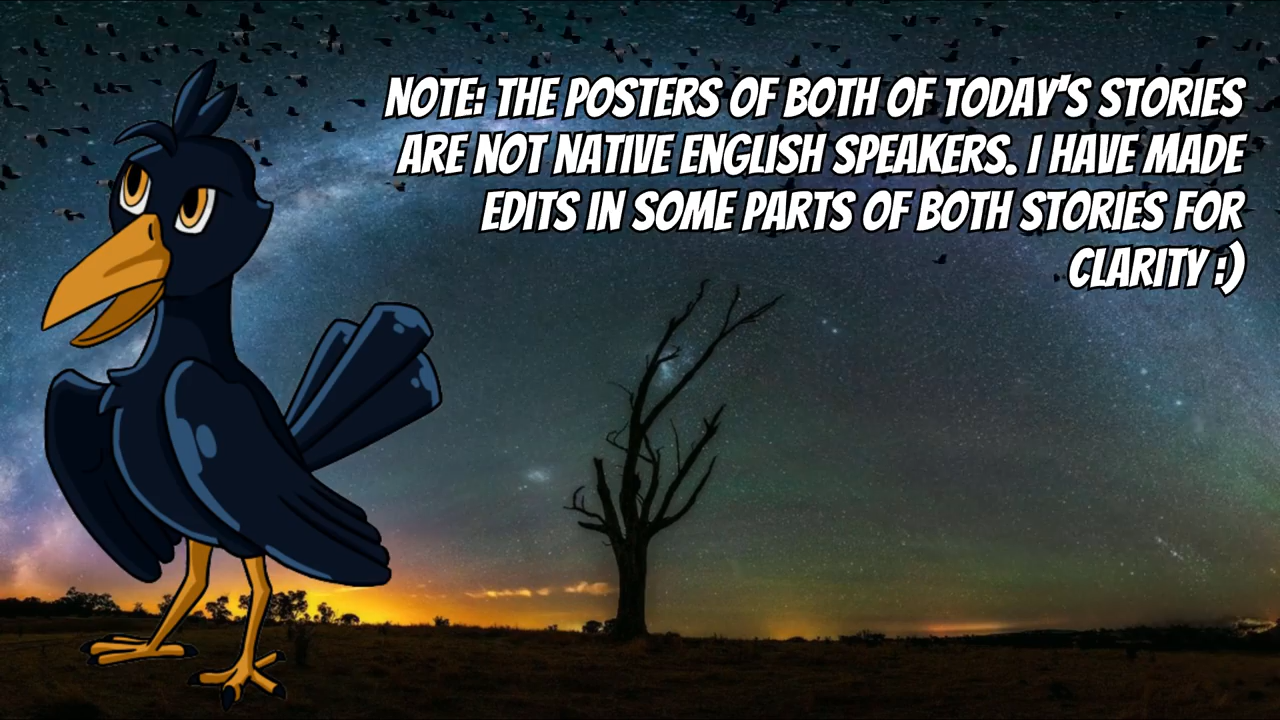 NOTE: THE POSTERS OF BOTH OF TODAY'S STORIES
ARE NOT NATIVE ENGLISH SPEAKERS. I HAVE MADE
EDITS IN SOME PARTS OF BOTH STORIES FOR
CLARITY :)